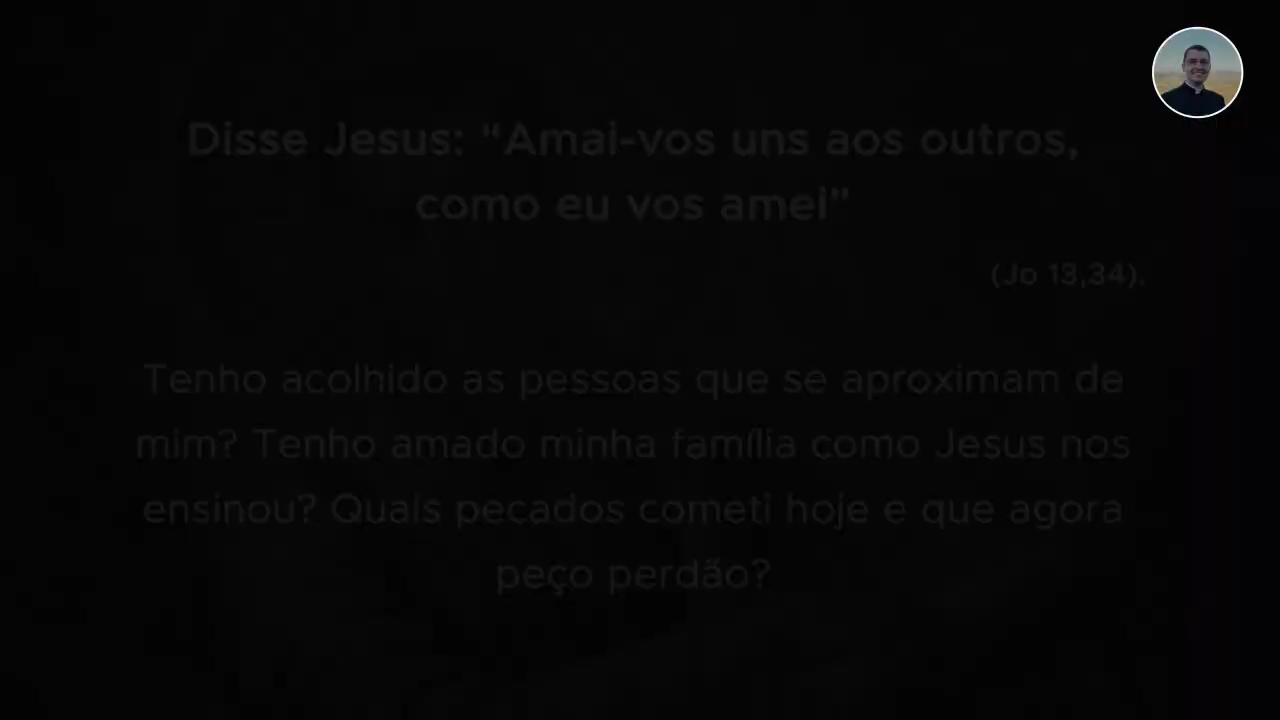 Disse Jesus: "Amai-vos uns aos outros,
como eu vos amei"
(Jo 13,34).
Tenho acolhido as pessoas que se aproximam de
mim? Tenho amado minha família como Jesus nos
ensinou? Quais pecados cometi hoje e que agora
peço perdão?